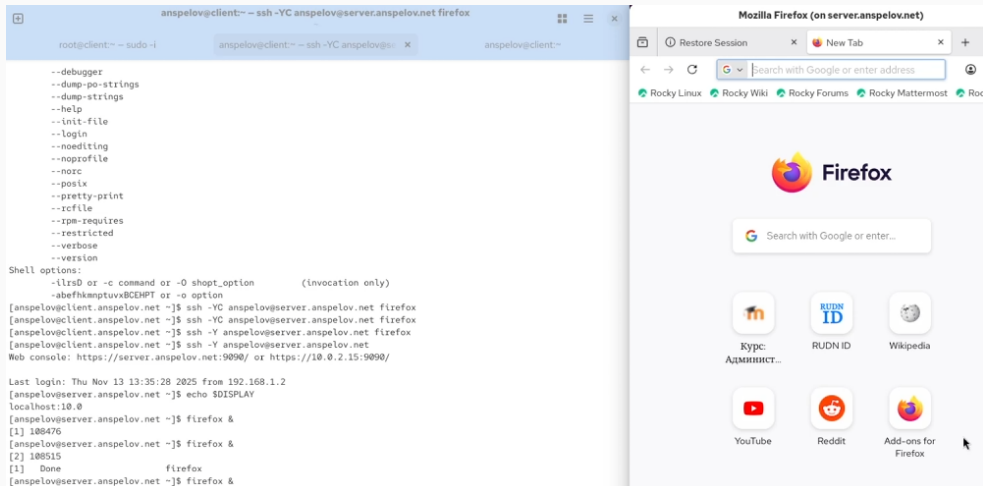 anspelov@client:~ — ssh -YC anspelov@server.anspelov.net firefox
root@client:~ — sudo -i
anspelov@client:~ — ssh -YC anspelov@s
anspelov@client:~
--debugger
--dump-po-strings
--dump-strings
--help
--init-file
--login
--noediting
--noprofile
--norc
--posix
--pretty-print
--rcfile
--rpm-requires
--restricted
--verbose
--version
Shell options:
-ilrsD or -c command or -O shopt_option (invocation only)
-abefhkmnptuvxBCEHPT or -o option
[anspelov@client.anspelov.net ~]$ ssh -YC anspelov@server.anspelov.net firefox
[anspelov@client.anspelov.net ~]$ ssh -YC anspelov@server.anspelov.net firefox
[anspelov@client.anspelov.net ~]$ ssh -Y anspelov@server.anspelov.net firefox
[anspelov@client.anspelov.net ~]$ ssh -Y anspelov@server.anspelov.net
Web console: https://server.anspelov.net:9090/ or https://10.0.2.15:9090/
Last login: Thu Nov 13 13:35:28 2025 from 192.168.1.2
[anspelov@server.anspelov.net ~]$ echo $DISPLAY
localhost:10.0
[anspelov@server.anspelov.net ~]$ firefox &
[1] 108476
[anspelov@server.anspelov.net ~]$ firefox &
[2] 108515
[1] Done firefox
[anspelov@server.anspelov.net ~]$ firefox &
Mozilla Firefox (on server.anspelov.net)
Restore Session
New Tab
Search with Google or enter address
Rocky Linux Rocky Wiki Rocky Forums Rocky Mattermost Roc
Firefox
Search with Google or enter...
Курс: Админист...
RUDN ID
RUDN ID
Wikipedia
YouTube
Reddit
Add-ons for Firefox